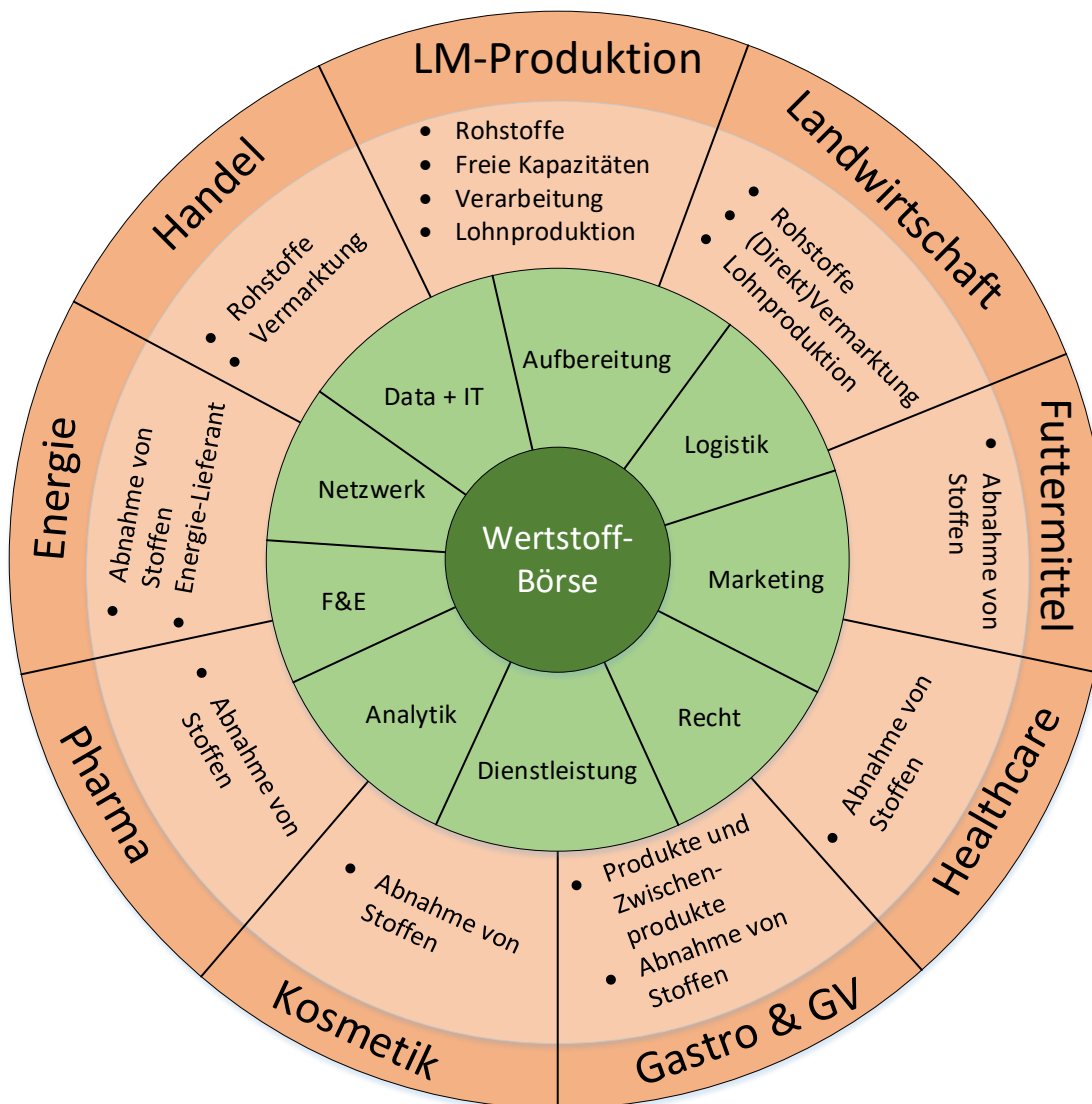 LM-Produktion
• Rohstoffe
• Freie Kapazitäten
• Verarbeitung
• Lohnproduktion
Landwirtschaft
• Rohstoffe
• (Direkt)Vermarktung
• Lohnproduktion
Futtermittel
• Abnahme von
Stoffen
Healthcare
• Abnahme von
Stoffen
Gastro & GV
• Produkte und
Zwischen-
produkte
• Abnahme von
Stoffen
Kosmetik
• Abnahme von
Stoffen
Pharma
• Abnahme von
Stoffen
Energie
• Abnahme von
Stoffen
• Energie-Lieferant
Handel
• Rohstoffe
• Vermarktung
Aufbereitung
Logistik
Marketing
Recht
Dienstleistung
Analytik
F&E
Netzwerk
Data + IT
Wertstoff-
Börse